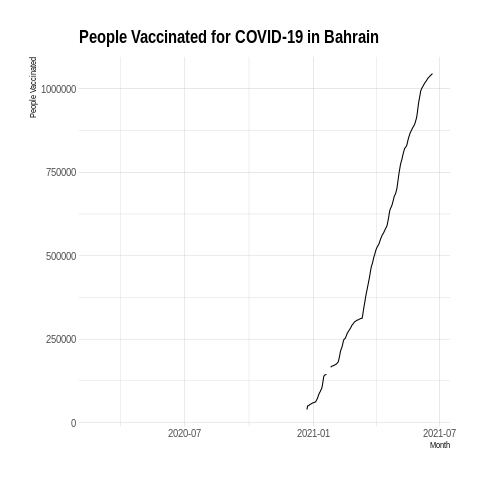 People Vaccinated for COVID-19 in Bahrain
People Vaccinated
1000000
750000
500000
250000
0
2020-07
2021-01
2021-07
Month